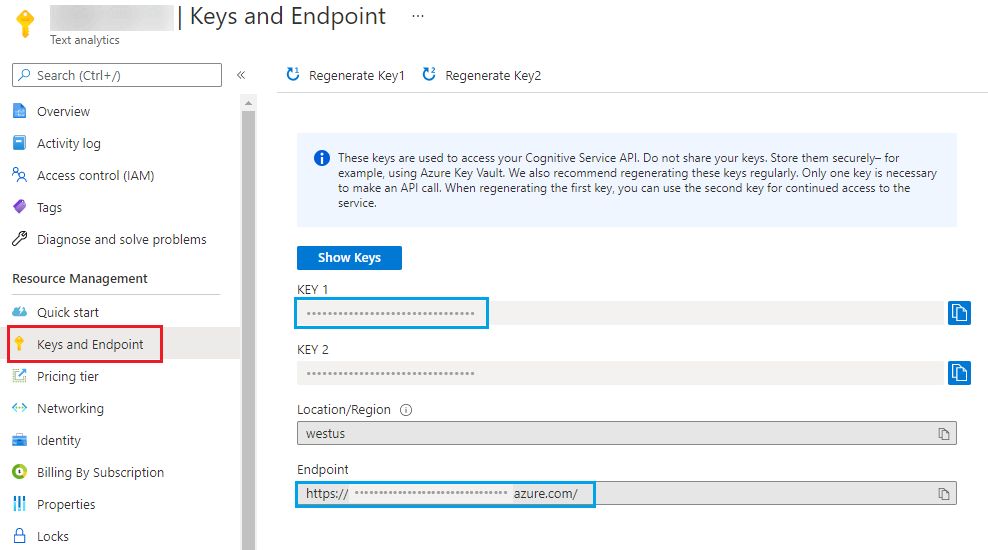 | Keys and Endpoint ...
Text analytics
Search (Ctrl+/)
«
Regenerate Key1
Regenerate Key2
Overview
Activity log
Access control (IAM)
Tags
Diagnose and solve problems
Resource Management
Quick start
Keys and Endpoint
Pricing tier
Networking
Identity
Billing By Subscription
Properties
Locks
These keys are used to access your Cognitive Service API. Do not share your keys. Store them securely– for
example, using Azure Key Vault. We also recommend regenerating these keys regularly. Only one key is necessary
to make an API call. When regenerating the first key, you can use the second key for continued access to the
service.
Show Keys
KEY 1
••••••••••••••••••••••••••••••••
KEY 2
••••••••••••••••••••••••••••••••
Location/Region
westus
Endpoint
https:// •••••••••••••••••••••••••••••••• azure.com/